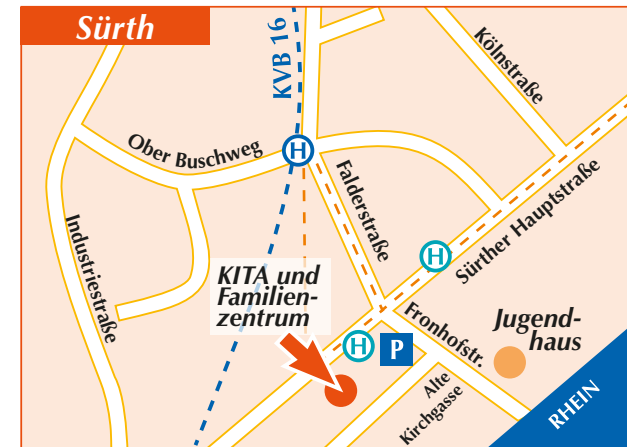 Sürth
KVB 16
Kölnstraße
Ober Buschweg
H
Falderstraße
Industriestraße
Sürther Hauptstraße
H
KITA und
Familien-
zentrum
H
P
Fronhofstr.
Jugend-
haus
Alte
Kirchgasse
RHEIN